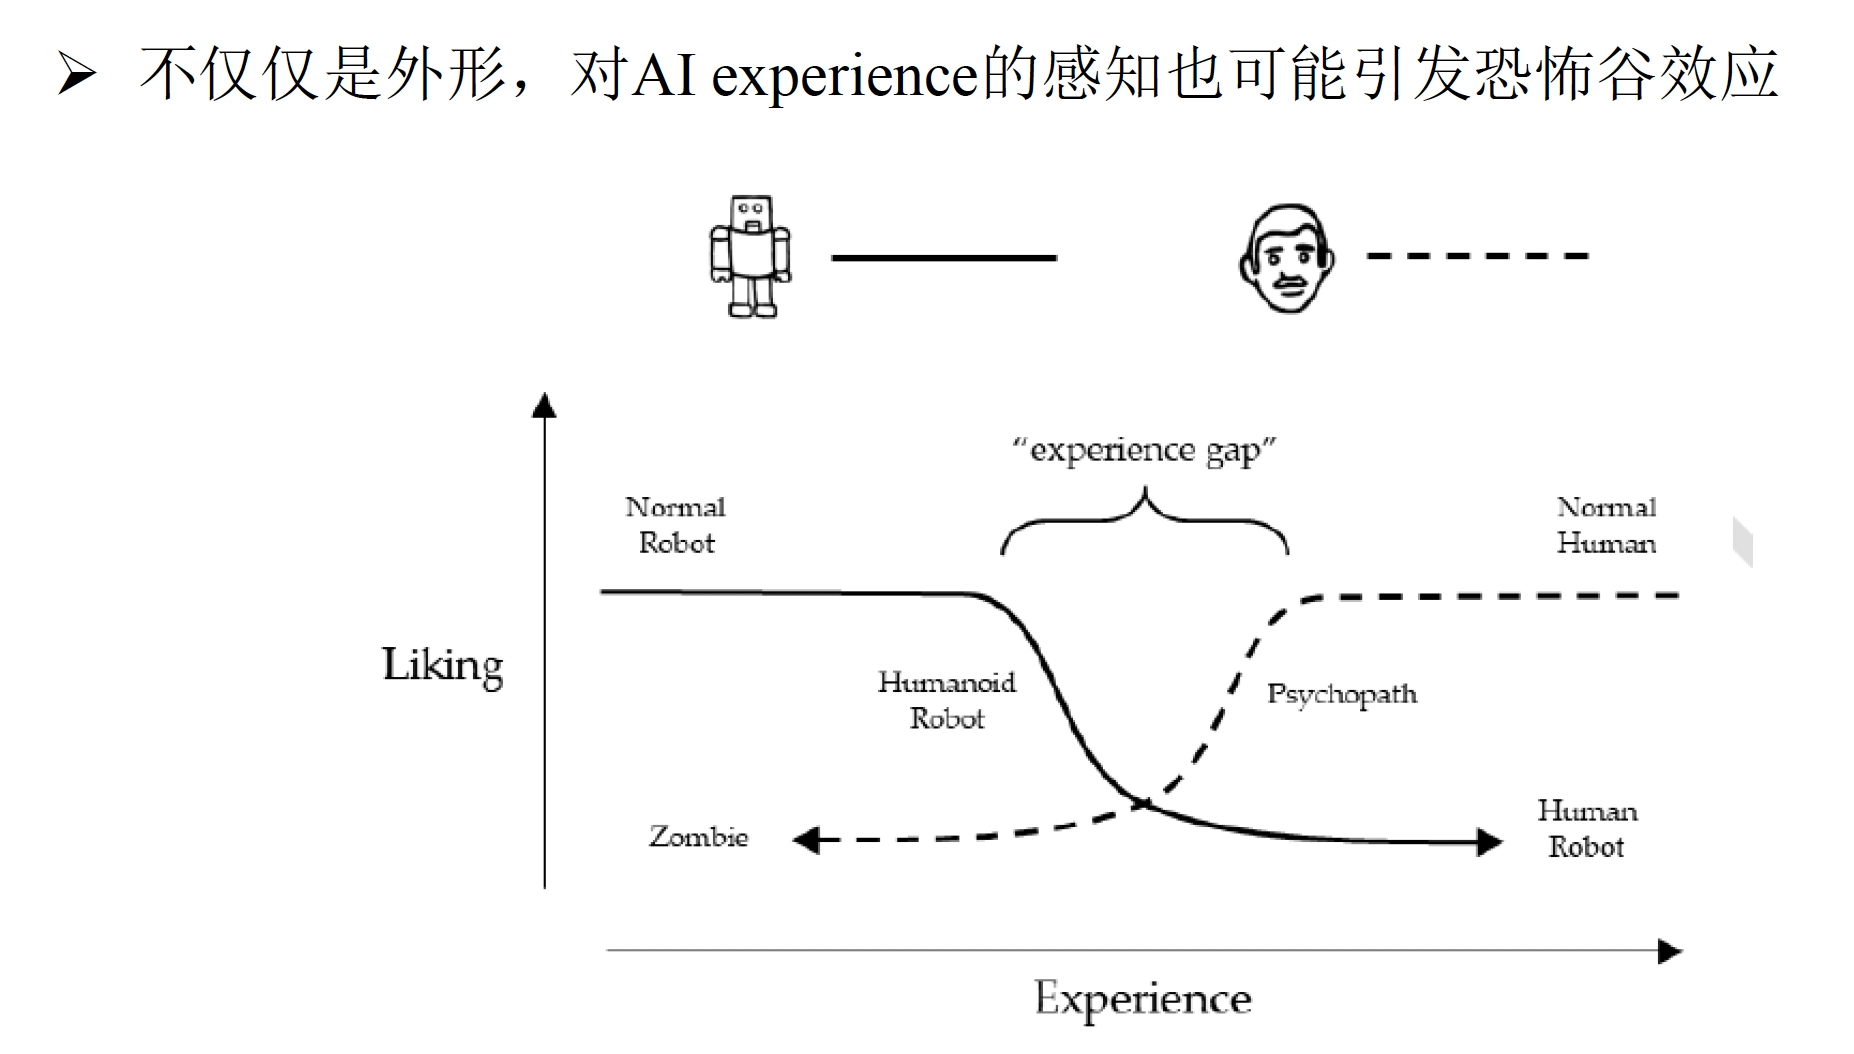 ➢ 不仅仅是外形，对AI experience的感知也可能引发恐怖谷效应
“experience gap”
Normal
Robot
Normal
Human
Liking
Humanoid
Robot
Psychopath
Zombie
Human
Robot
Experience